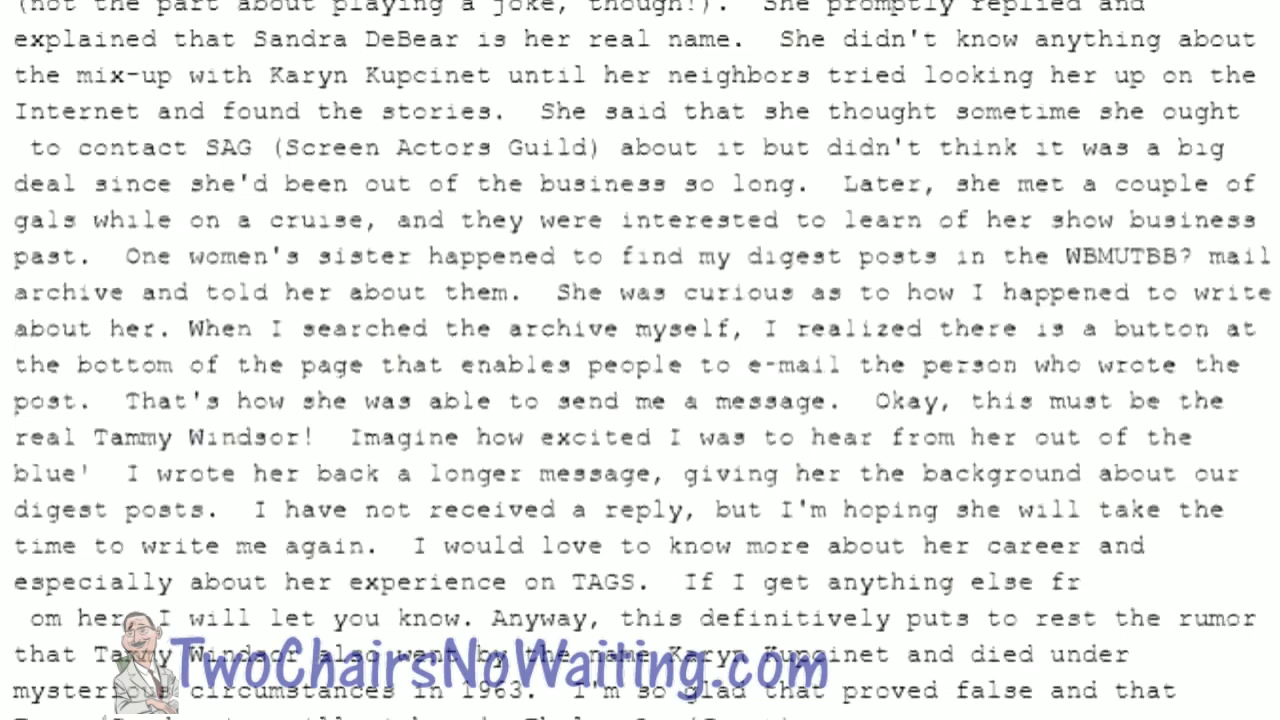 (not the part about playing a joke, though!). She promptly replied and
explained that Sandra DeBear is her real name. She didn't know anything about
the mix-up with Karyn Kupcinet until her neighbors tried looking her up on the
Internet and found the stories. She said that she thought sometime she ought
to contact SAG (Screen Actors Guild) about it but didn't think it was a big
deal since she'd been out of the business so long. Later, she met a couple of
gals while on a cruise, and they were interested to learn of her show business
past. One women's sister happened to find my digest posts in the WBMUTBB? mail
archive and told her about them. She was curious as to how I happened to write
about her. When I searched the archive myself, I realized there is a button at
the bottom of the page that enables people to e-mail the person who wrote the
post. That's how she was able to send me a message. Okay, this must be the
real Tammy Windsor! Imagine how excited I was to hear from her out of the
blue' I wrote her back a longer message, giving her the background about our
digest posts. I have not received a reply, but I'm hoping she will take the
time to write me again. I would love to know more about her career and
especially about her experience on TAGS. If I get anything else fr
om her, I will let you know. Anyway, this definitively puts to rest the rumor
that Tammy Windsor also went by the name Karyn Kupcinet and died under
TwoChairsNoWaiting.com
mysterious circumstances in 1963. I'm so glad that proved false and that